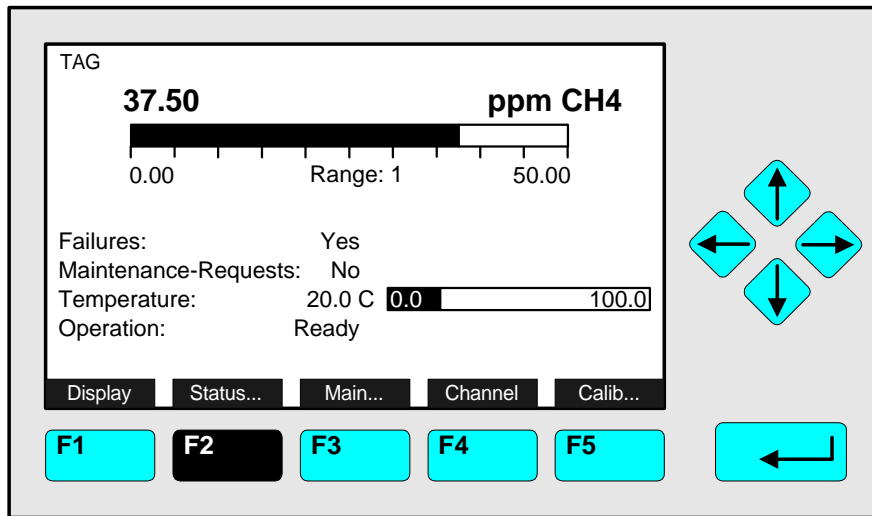 TAG
37.50 ppm CH4
0.00 Range: 1 50.00
Failures: Yes
Maintenance-Requests: No
Temperature: 20.0 C 0.0 100.0
Operation: Ready
Display Status... Main... Channel Calib...
F1 F2 F3 F4 F5